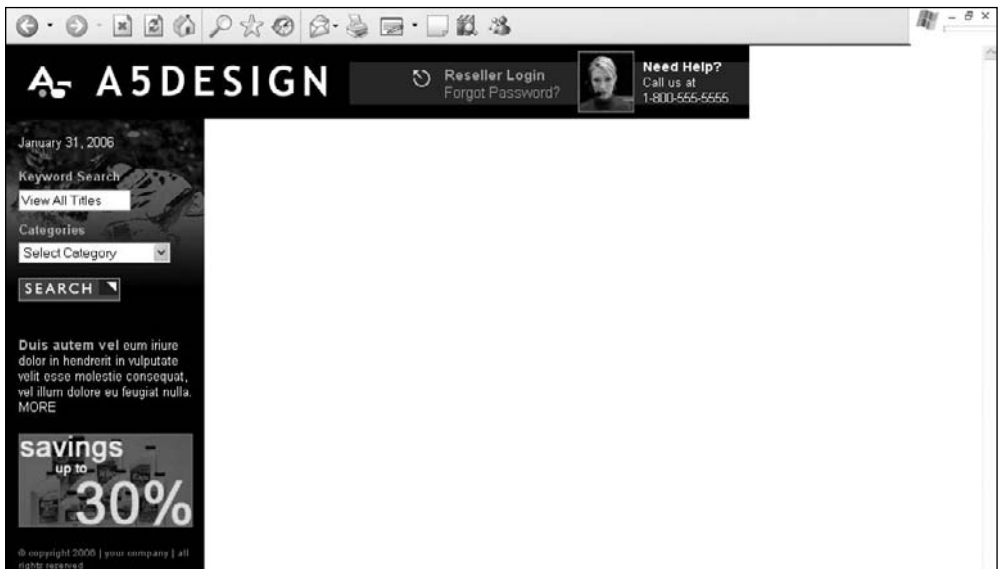 A5DESIGN
Reseller Login
Forgot Password?
Need Help?
Call us at
1-800-555-5555
January 31, 2006
Keyword Search
View All Titles
Categories
Select Category
SEARCH
Duis autem vel eum iriure
dolor in hendrerit in vulputate
velit esse molestie consequat,
vel illum dolore eu feugiat nulla.
MORE
savings
up to
30%
© copyright 2006 | your company | all
rights reserved